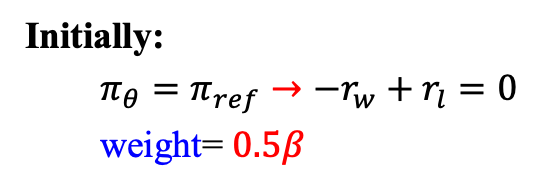 Initially:
π_θ = π_ref → −r_w + r_l = 0
weight= 0.5β